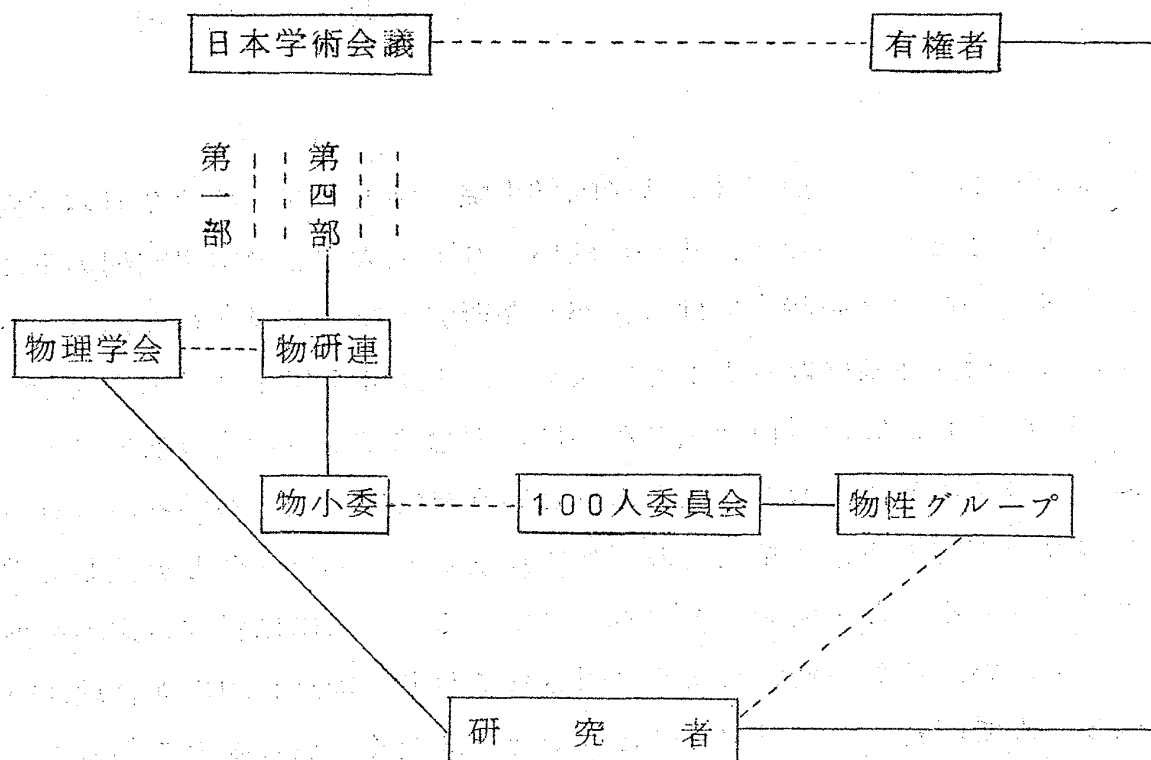 日本学術会議
有権者
第一部
第四部
物理学会
物研連
物小委
100人委員会
物性グループ
研究者